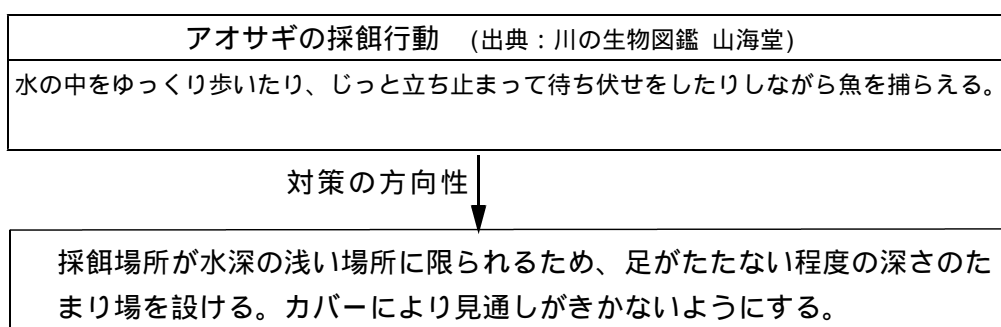 アオサギの採餌行動 (出典：川の生物図鑑 山海堂)
水の中をゆっくり歩いたり、じっと立ち止まって待ち伏せをしたりしながら魚を捕らえる。
対策の方向性
採餌場所が水深の浅い場所に限られるため、足がたたない程度の深さのた
まり場を設ける。カバーにより見通しがきかないようにする。